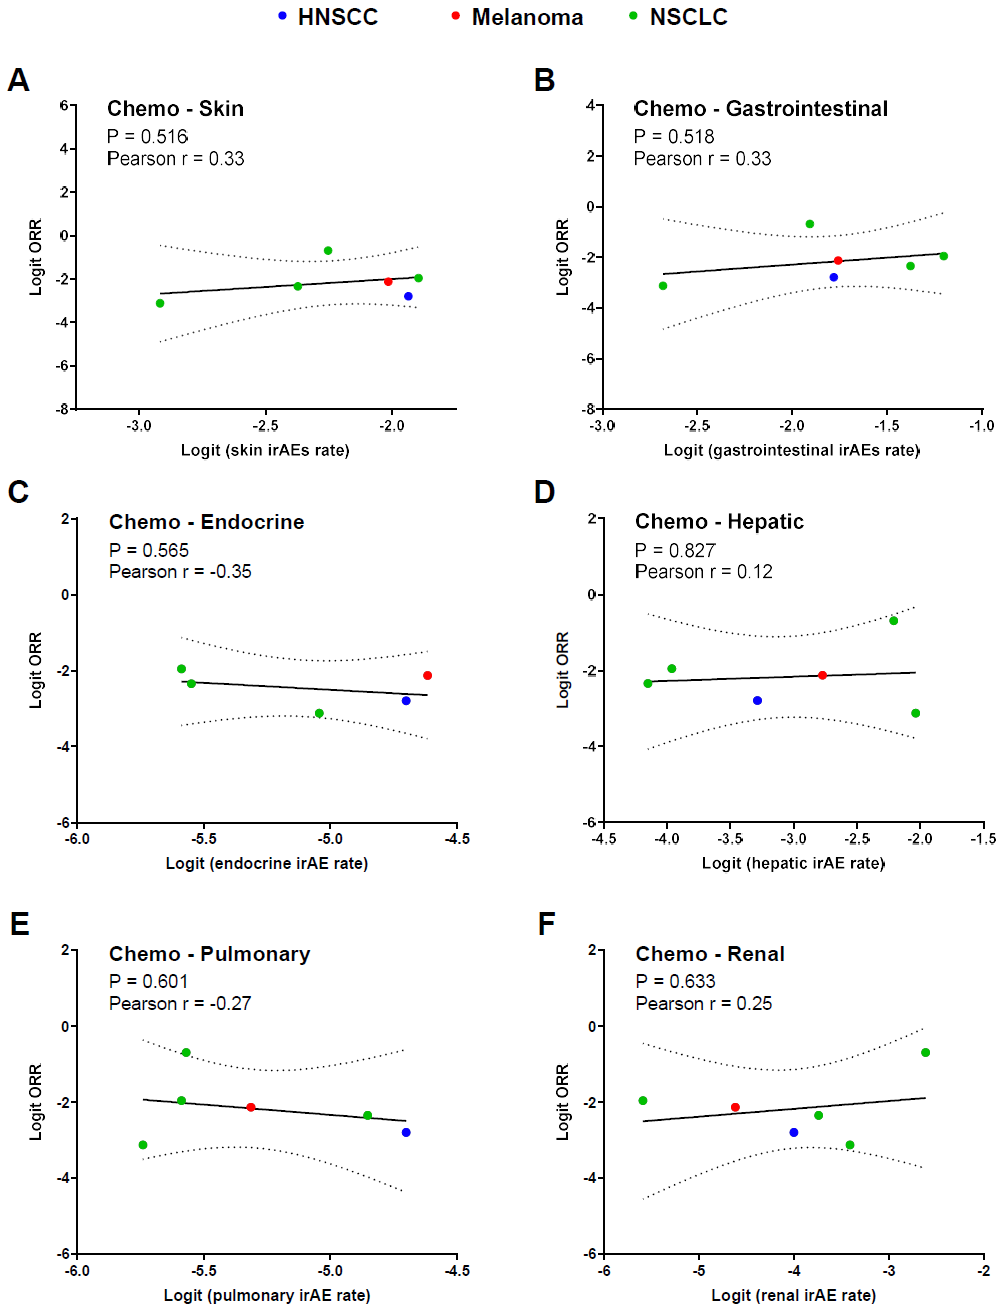 HNSCC Melanoma NSCLC
A
Chemo - Skin
P = 0.516
Pearson r = 0.33
6
4
2
0
-2
-4
-6
-8
Logit ORR
-3.0 -2.5 -2.0
Logit (skin irAEs rate)
B
Chemo - Gastrointestinal
P = 0.518
Pearson r = 0.33
4
2
0
-2
-4
-6
-8
Logit ORR
-3.0 -2.5 -2.0 -1.5 -1.0
Logit (gastrointestinal irAEs rate)
C
Chemo - Endocrine
P = 0.565
Pearson r = -0.35
2
0
-2
-4
-6
Logit ORR
-6.0 -5.5 -5.0 -4.5
Logit (endocrine irAE rate)
D
Chemo - Hepatic
P = 0.827
Pearson r = 0.12
2
0
-2
-4
-6
Logit ORR
-4.5 -4.0 -3.5 -3.0 -2.5 -2.0 -1.5
Logit (hepatic irAE rate)
E
Chemo - Pulmonary
P = 0.601
Pearson r = -0.27
2
0
-2
-4
-6
Logit ORR
-6.0 -5.5 -5.0 -4.5
Logit (pulmonary irAE rate)
F
Chemo - Renal
P = 0.633
Pearson r = 0.25
2
0
-2
-4
-6
Logit ORR
-6 -5 -4 -3 -2
Logit (renal irAE rate)